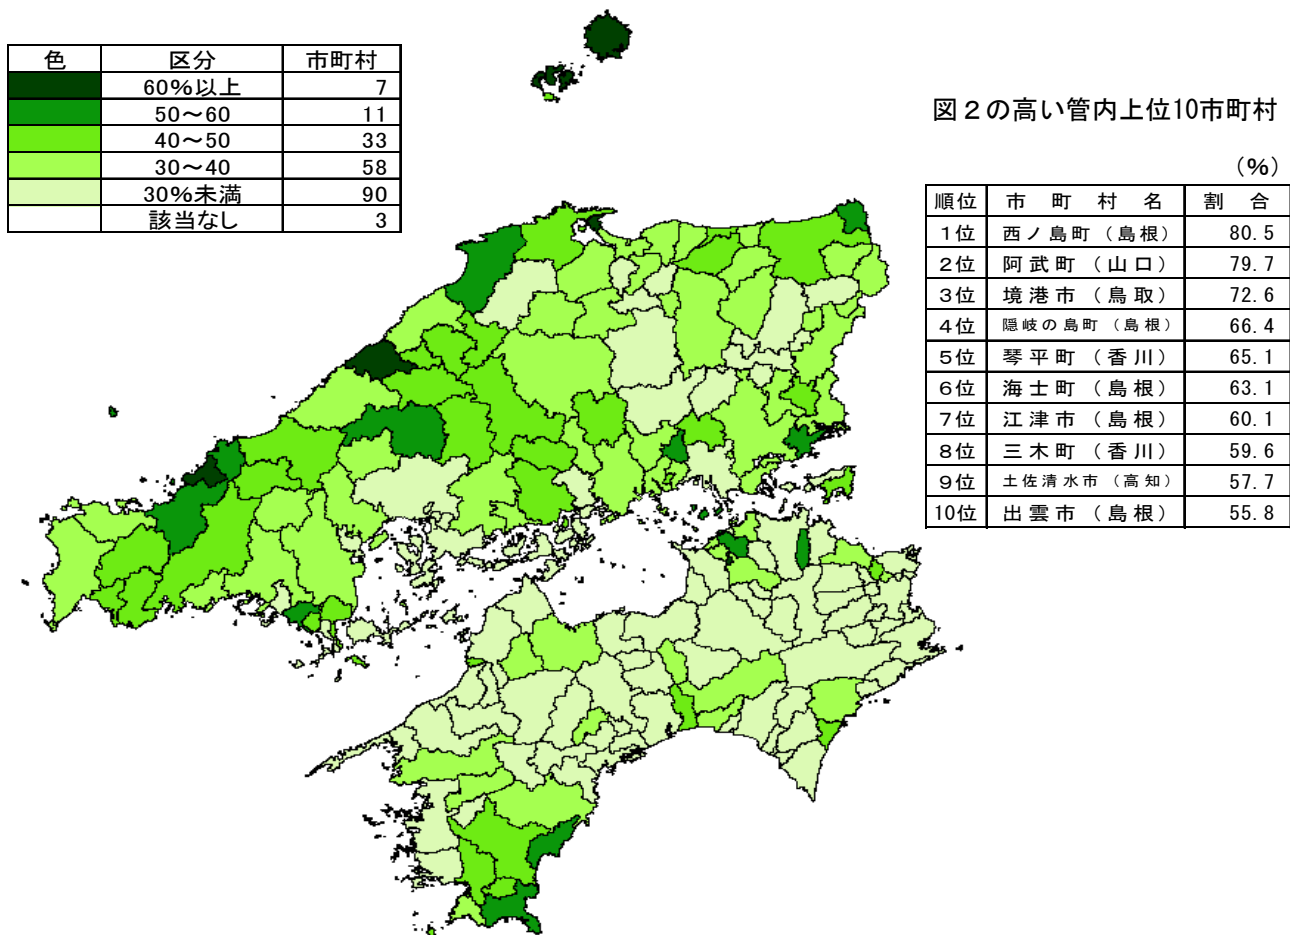 色 区分 市町村
60%以上 7
50～60 11
40～50 33
30～40 58
30%未満 90
該当なし 3
図２の高い管内上位10市町村
(%)
順位 市町村名 割合
1位 西ノ島町（島根） 80.5
2位 阿武町（山口） 79.7
3位 境港市（鳥取） 72.6
4位 隠岐の島町（島根） 66.4
5位 琴平町（香川） 65.1
6位 海士町（島根） 63.1
7位 江津市（島根） 60.1
8位 三木町（香川） 59.6
9位 土佐清水市（高知） 57.7
10位 出雲市（島根） 55.8